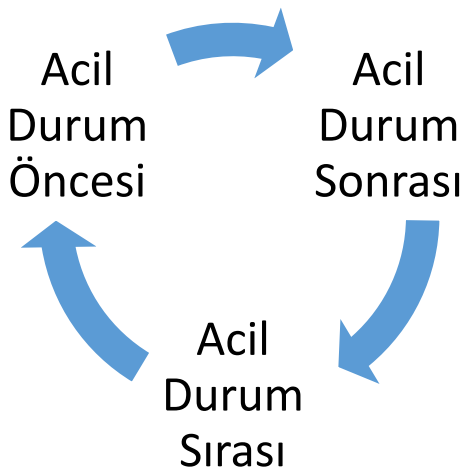 Acil
Durum
Öncesi
Acil
Durum
Sonrası
Acil
Durum
Sırası